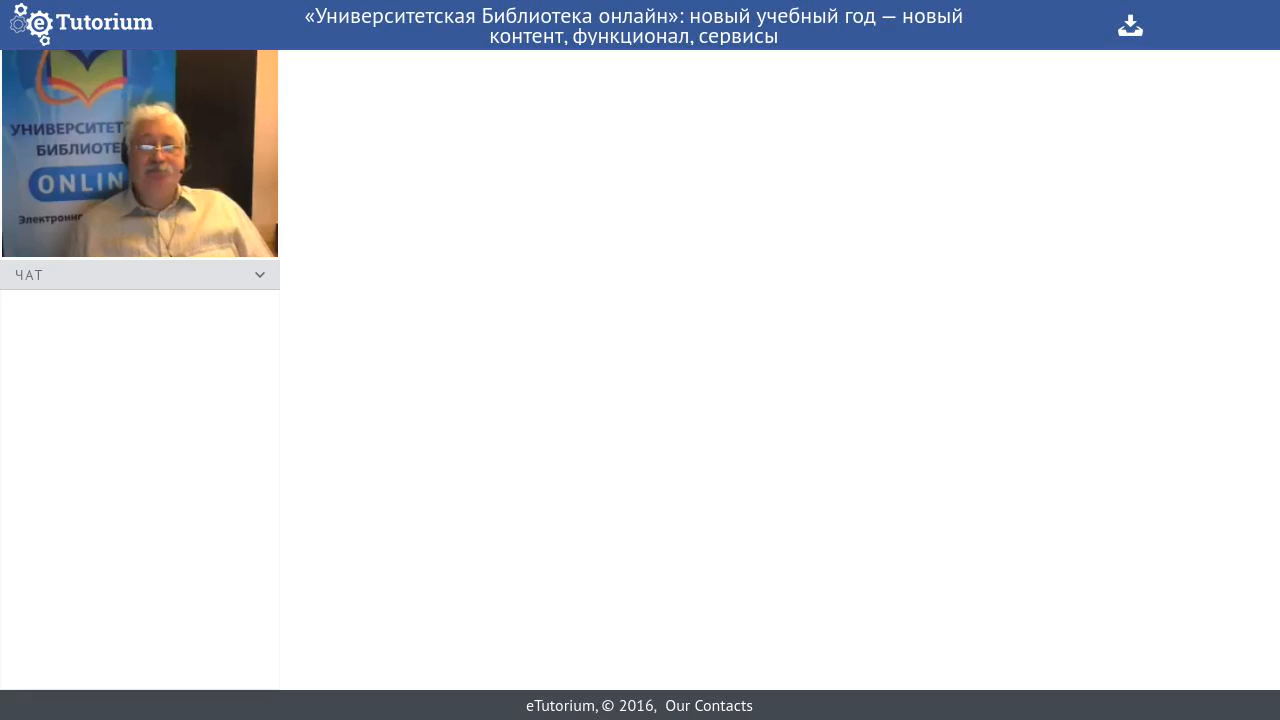 eTutorium
«Университетская Библиотека онлайн»: новый учебный год — новый
контент, функционал, сервисы
УНИВЕРСИТЕТ
БИБЛИОТЕ
ONLIN
Электронно
ЧАТ
eTutorium, © 2016, Our Contacts